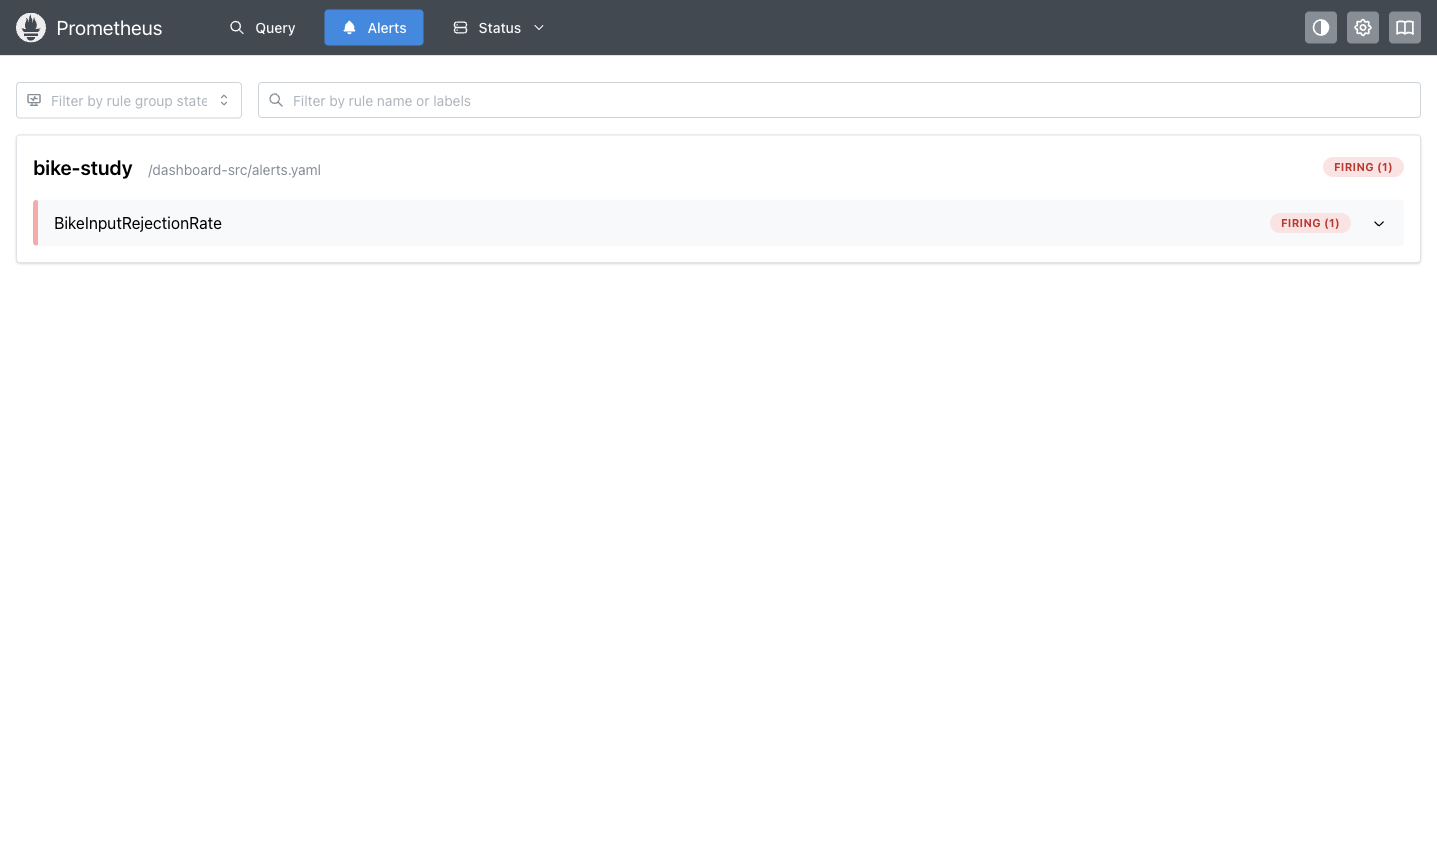 Prometheus
Query
Alerts
Status
Filter by rule group state
Filter by rule name or labels
bike-study
/dashboard-src/alerts.yaml
FIRING (1)
BikeInputRejectionRate
FIRING (1)